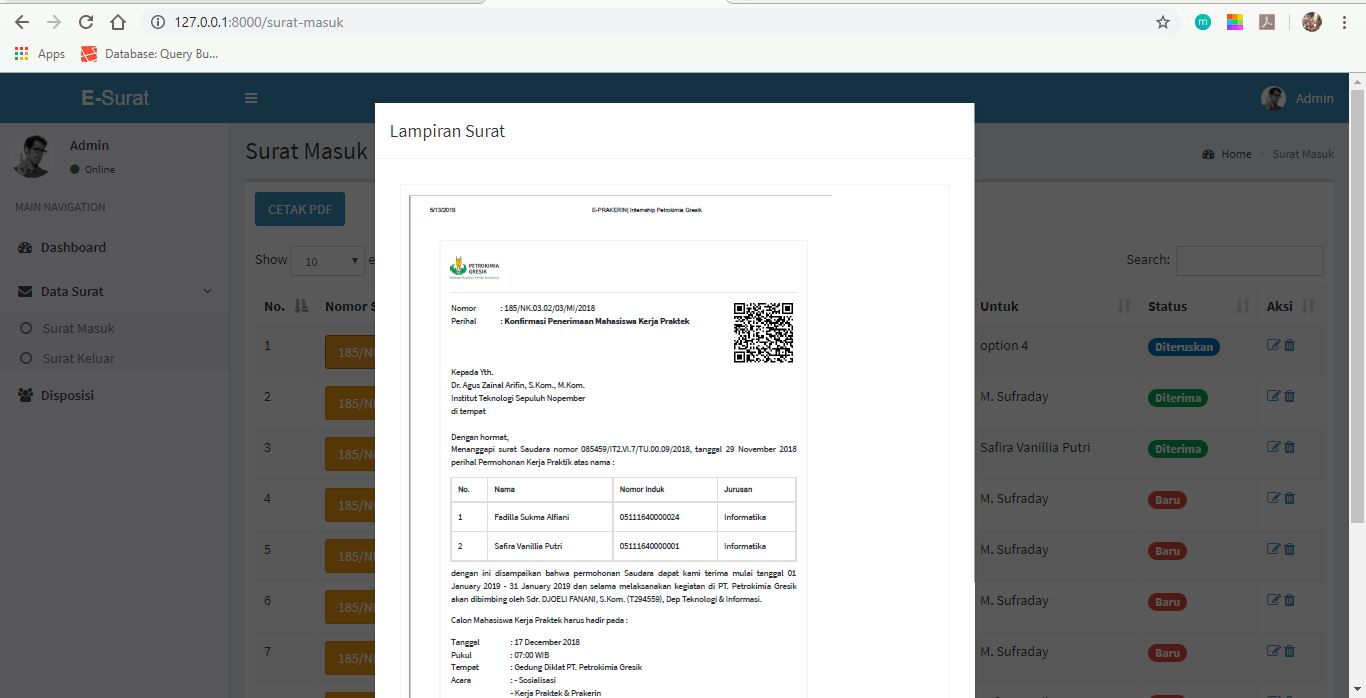 127.0.0.1:8000/surat-masuk
Apps Database: Query Bu...
E-Surat
Admin
Admin
Online
MAIN NAVIGATION
Dashboard
Data Surat
Surat Masuk
Surat Keluar
Disposisi
Surat Masuk
Home > Surat Masuk
CETAK PDF
Show 10 e
Search:
No. Nomor S Untuk Status Aksi
1 185/N option 4 Diteruskan
2 185/N M. Sufraday Diterima
3 185/N Safira Vanillia Putri Diterima
4 185/N M. Sufraday Baru
5 185/N M. Sufraday Baru
6 185/N M. Sufraday Baru
7 185/N M. Sufraday Baru
Lampiran Surat
5/13/2019 E-PRAKERIN| Internship Petrokimia Gresik
PETROKIMIA
GRESIK
Nomor : 185/NK.03.02/03/MI/2018
Perihal : Konfirmasi Penerimaan Mahasiswa Kerja Praktek
Kepada Yth.
Dr. Agus Zainal Arifin, S.Kom., M.Kom.
Institut Teknologi Sepuluh Nopember
di tempat
Dengan hormat,
Menanggapi surat Saudara nomor 085459/IT2.VI.7/TU.00.09/2018, tanggal 29 November 2018
perihal Permohonan Kerja Praktik atas nama :
No. Nama Nomor Induk Jurusan
1 Fadilla Sukma Alfiani 05111640000024 Informatika
2 Safira Vanillia Putri 05111640000001 Informatika
dengan ini disampaikan bahwa permohonan Saudara dapat kami terima mulai tanggal 01
January 2019 - 31 January 2019 dan selama melaksanakan kegiatan di PT. Petrokimia Gresik
akan dibimbing oleh Sdr. DJOELI FANANI, S.Kom. (T294559), Dep Teknologi & Informasi.
Calon Mahasiswa Kerja Praktek harus hadir pada :
Tanggal : 17 December 2018
Pukul : 07:00 WIB
Tempat : Gedung Diklat PT. Petrokimia Gresik
Acara : - Sosialisasi
- Kerja Praktek & Prakerin